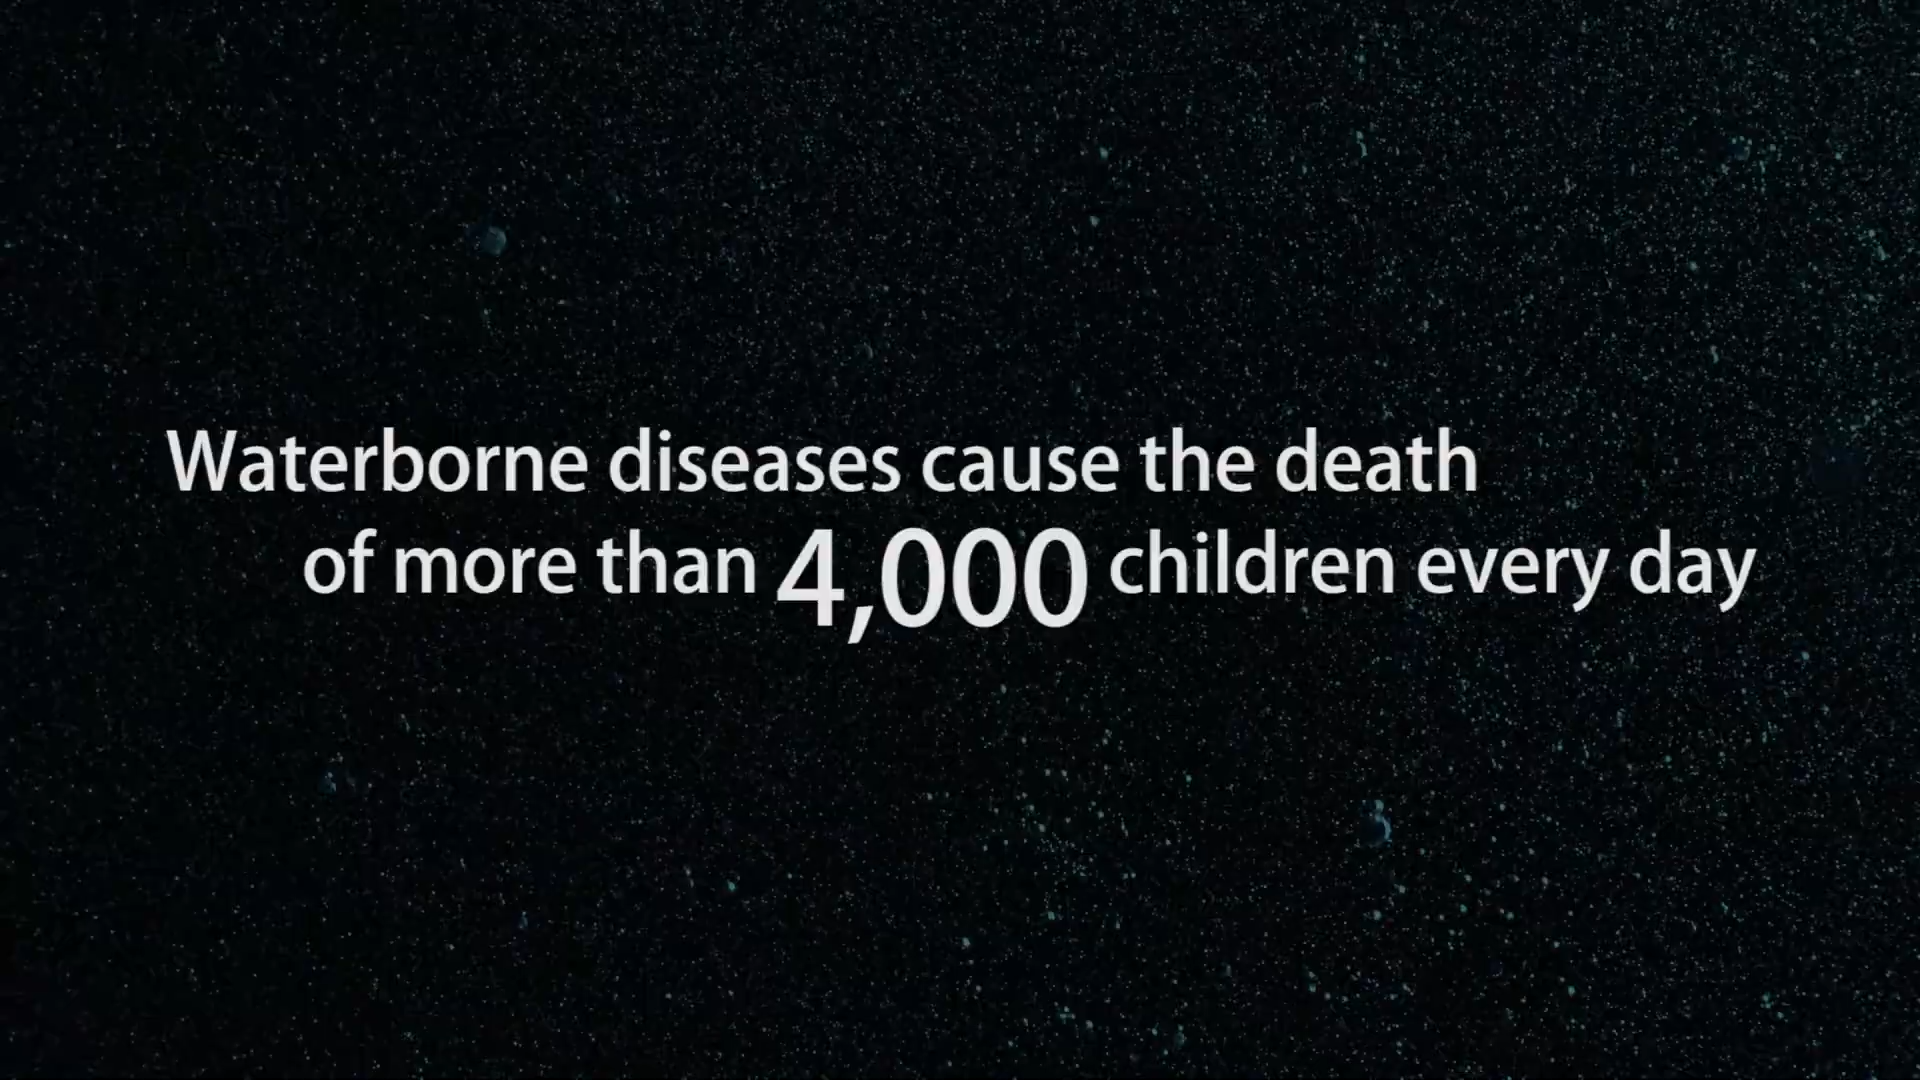 Waterborne diseases cause the death
of more than 4,000 children every day